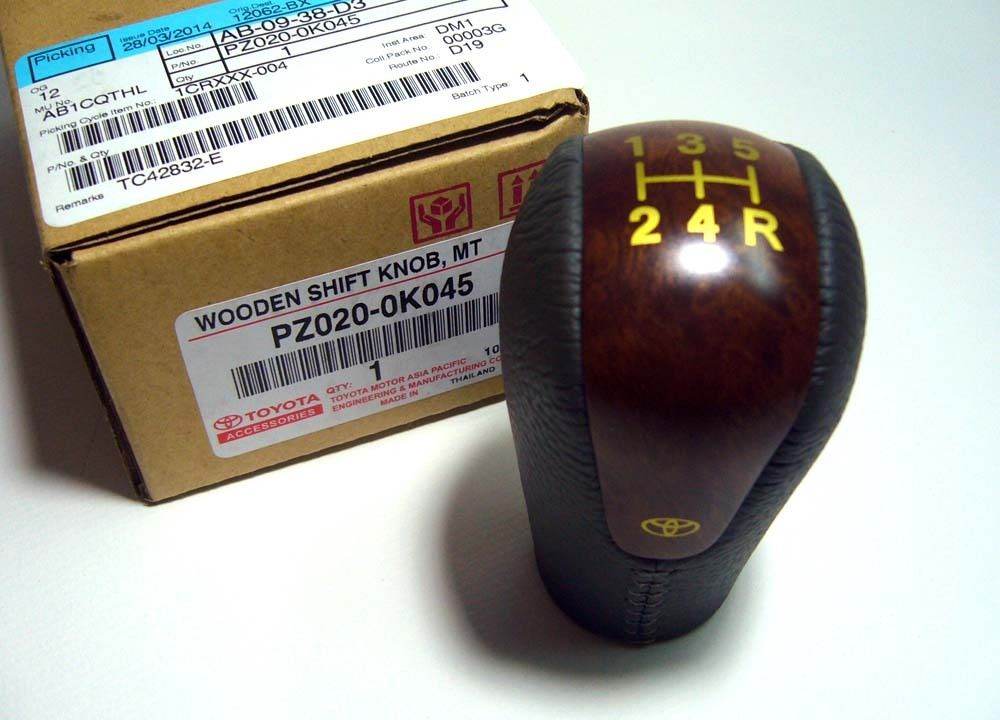 Picking
Issue Date
28/03/2014
Orig Dest
12062-BX
Loc.No. AB-09-38-D3
P/No. PZ020-0K045
Qty 1
1CRXXX-004
OG
12
MU No.
AB1CQTHL
Picking Cycle Item No.
Inst Area DM1
Coll Pack No. 00003G
Route No. D19
Batch Type 1
P/No. & Qty
TC42832-E
Remarks
WOODEN SHIFT KNOB, MT
PZ020-0K045
QTY: 1 10
TOYOTA
ACCESSORIES
TOYOTA MOTOR ASIA PACIFIC
ENGINEERING & MANUFACTURING CO
MADE IN THAILAND
1 3 5
2 4 R